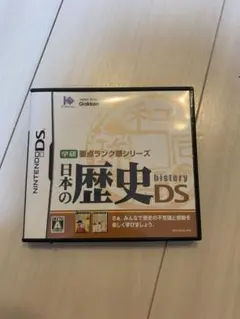 Gakken
学研 要点ランク順シリーズ
日本の歴史DS
history
NINTENDO DS
A
さぁ、みんなで歴史の不思議と感動を
楽しく学びましょう。